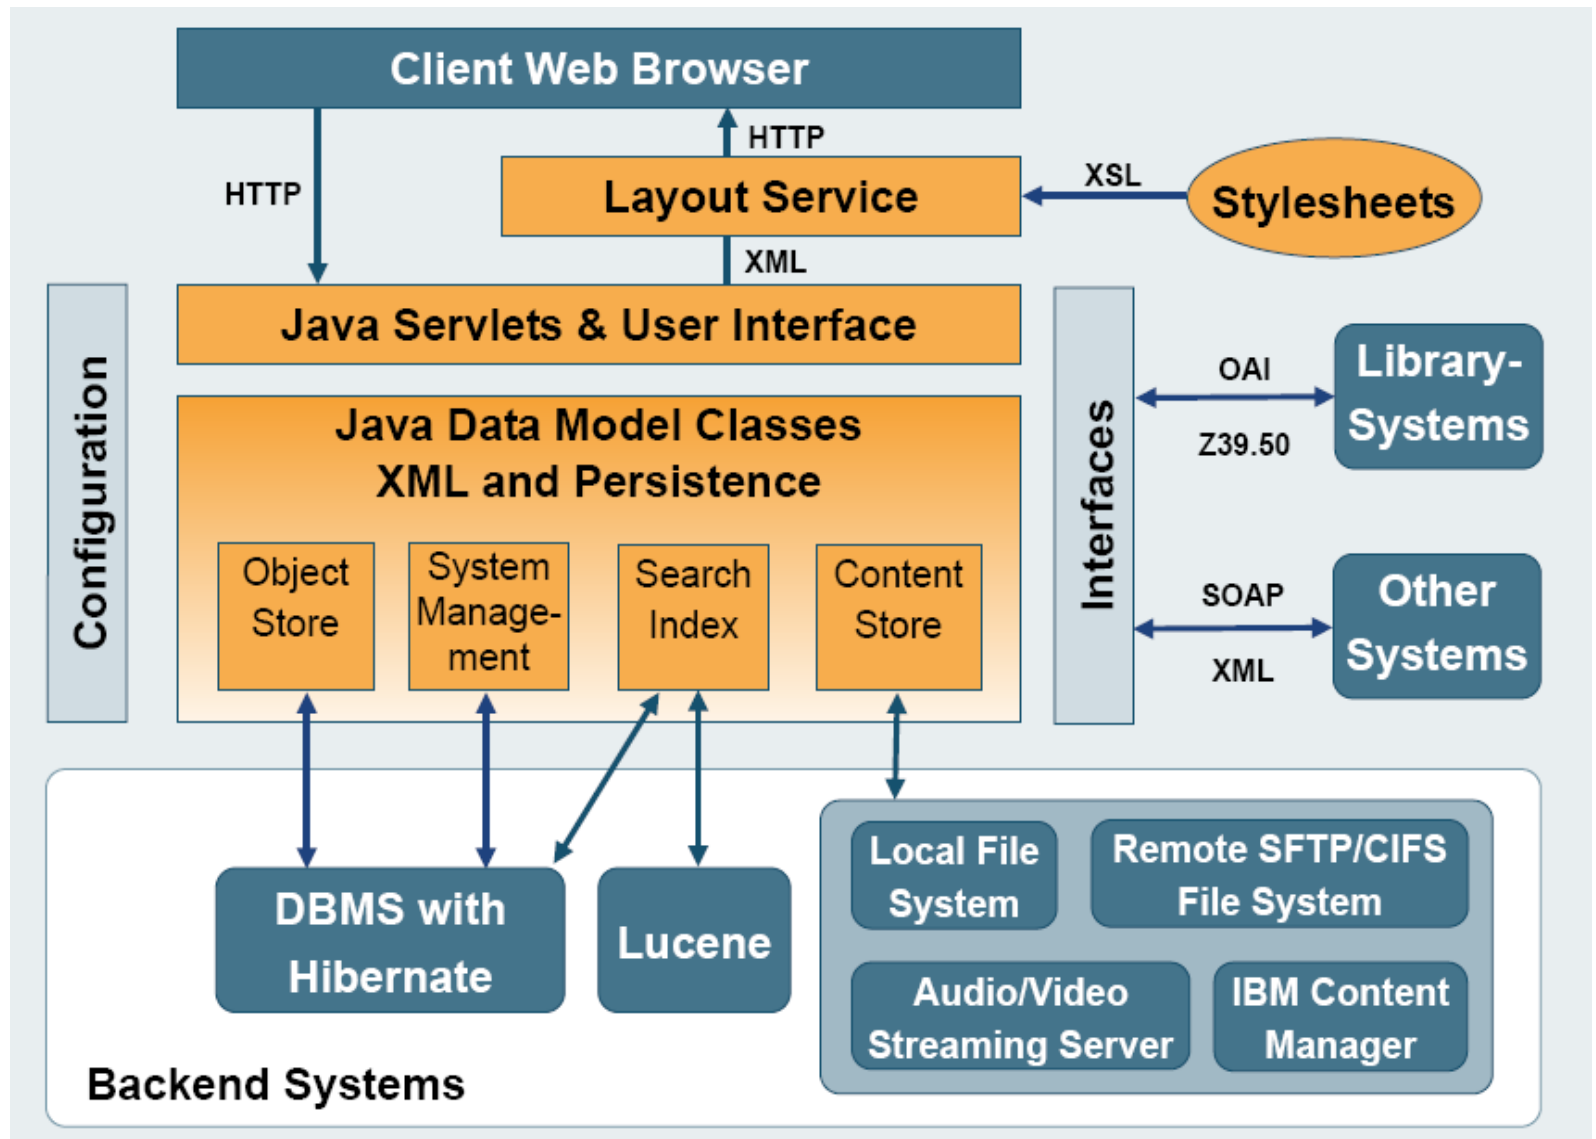 Client Web Browser
HTTP
HTTP
Layout Service
XSL
Stylesheets
XML
Java Servlets & User Interface
Configuration
Java Data Model Classes
XML and Persistence
Object
Store
System
Manage-
ment
Search
Index
Content
Store
Interfaces
OAI
Z39.50
Library-
Systems
SOAP
XML
Other
Systems
DBMS with
Hibernate
Lucene
Local File
System
Remote SFTP/CIFS
File System
Audio/Video
Streaming Server
IBM Content
Manager
Backend Systems